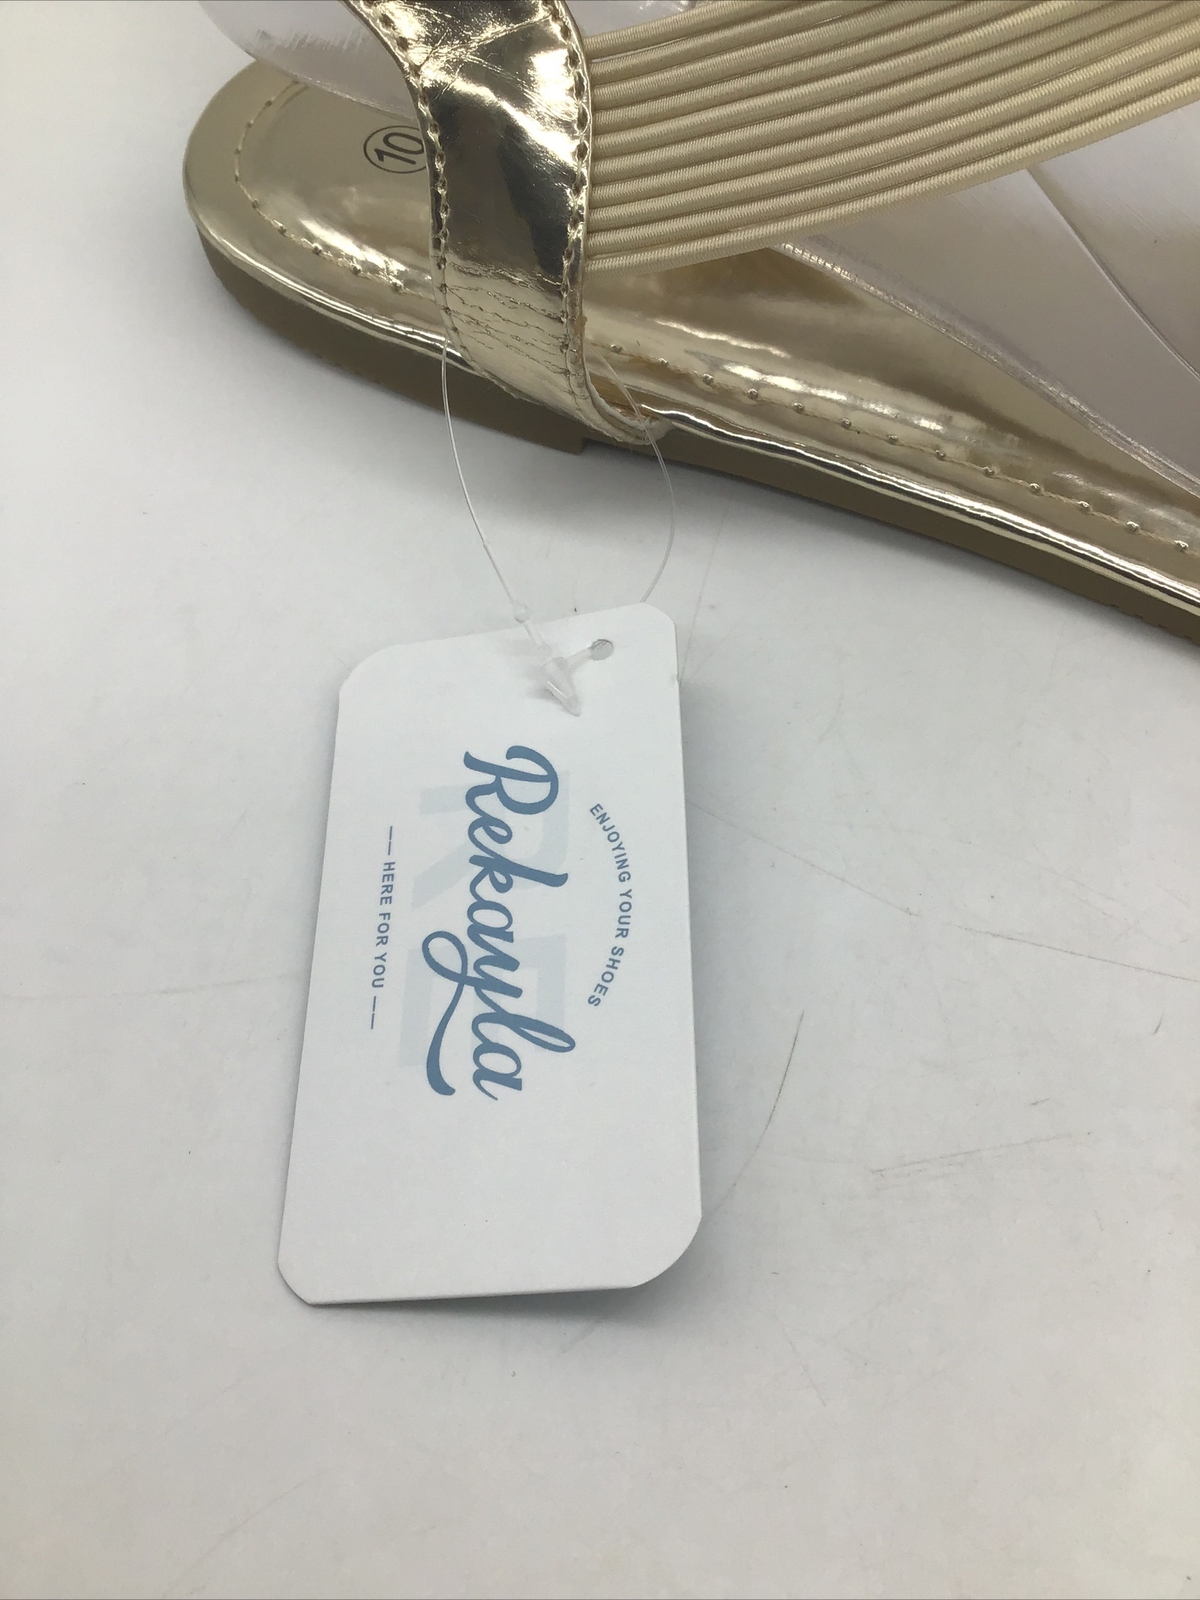 10
ENJOYING YOUR SHOES
Rekayla
HERE FOR YOU